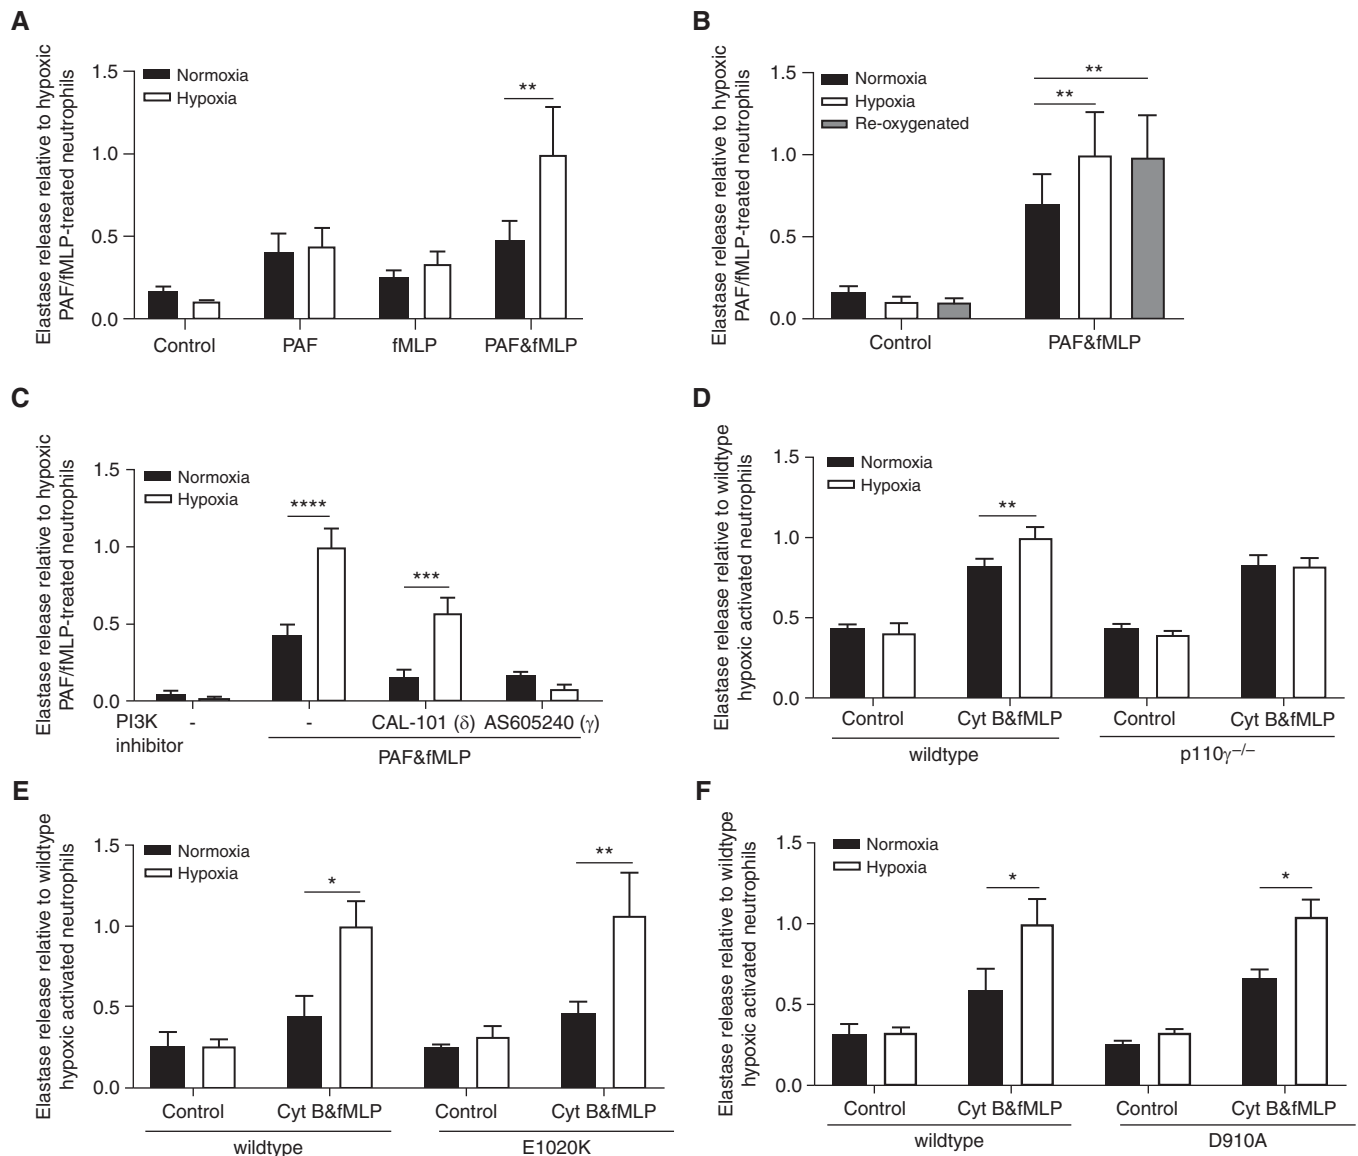 A
Elastase release relative to hypoxic
PAF/fMLP-treated neutrophils
1.5
1.0
0.5
0.0
Normoxia
Hypoxia
**
Control
PAF
fMLP
PAF&fMLP
B
Elastase release relative to hypoxic
PAF/fMLP-treated neutrophils
1.5
1.0
0.5
0.0
Normoxia
Hypoxia
Re-oxygenated
**
**
Control
PAF&fMLP
C
Elastase release relative to hypoxic
PAF/fMLP-treated neutrophils
1.5
1.0
0.5
0.0
Normoxia
Hypoxia
****
***
PI3K
inhibitor
-
-
CAL-101 (δ)
AS605240 (γ)
PAF&fMLP
D
Elastase release relative to wildtype
hypoxic activated neutrophils
1.5
1.0
0.5
0.0
Normoxia
Hypoxia
**
Control
Cyt B&fMLP
Control
Cyt B&fMLP
wildtype
p110γ−/−
E
Elastase release relative to wildtype
hypoxic activated neutrophils
1.5
1.0
0.5
0.0
Normoxia
Hypoxia
*
**
Control
Cyt B&fMLP
Control
Cyt B&fMLP
wildtype
E1020K
F
Elastase release relative to wildtype
hypoxic activated neutrophils
1.5
1.0
0.5
0.0
Normoxia
Hypoxia
*
*
Control
Cyt B&fMLP
Control
Cyt B&fMLP
wildtype
D910A